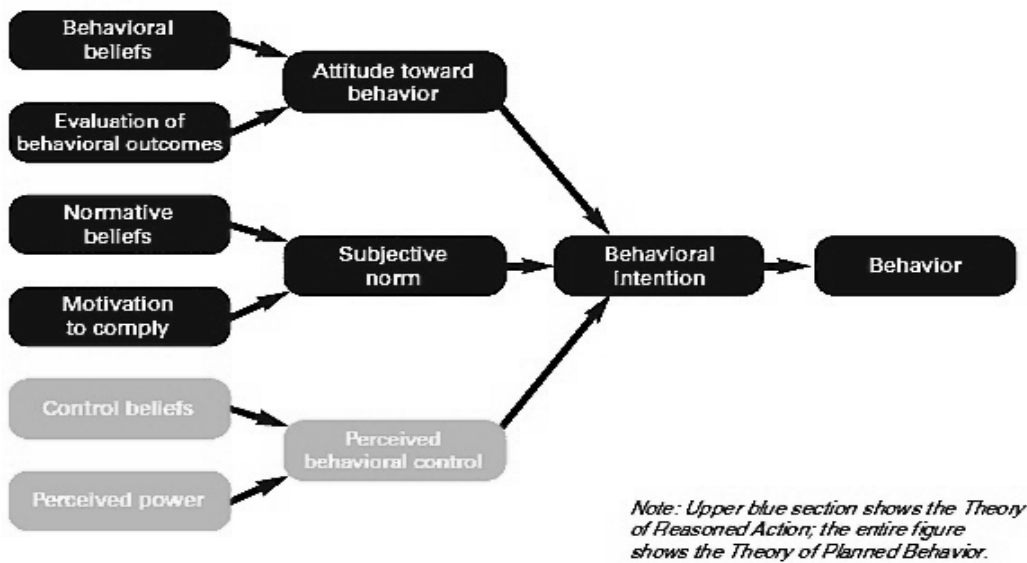 Behavioral
beliefs
Evaluation of
behavioral outcomes
Attitude toward
behavior
Normative
beliefs
Motivation
to comply
Subjective
norm
Behavioral
intention
Behavior
Control beliefs
Perceived power
Perceived
behavioral control
Note: Upper blue section shows the Theory
of Reasoned Action; the entire figure
shows the Theory of Planned Behavior.